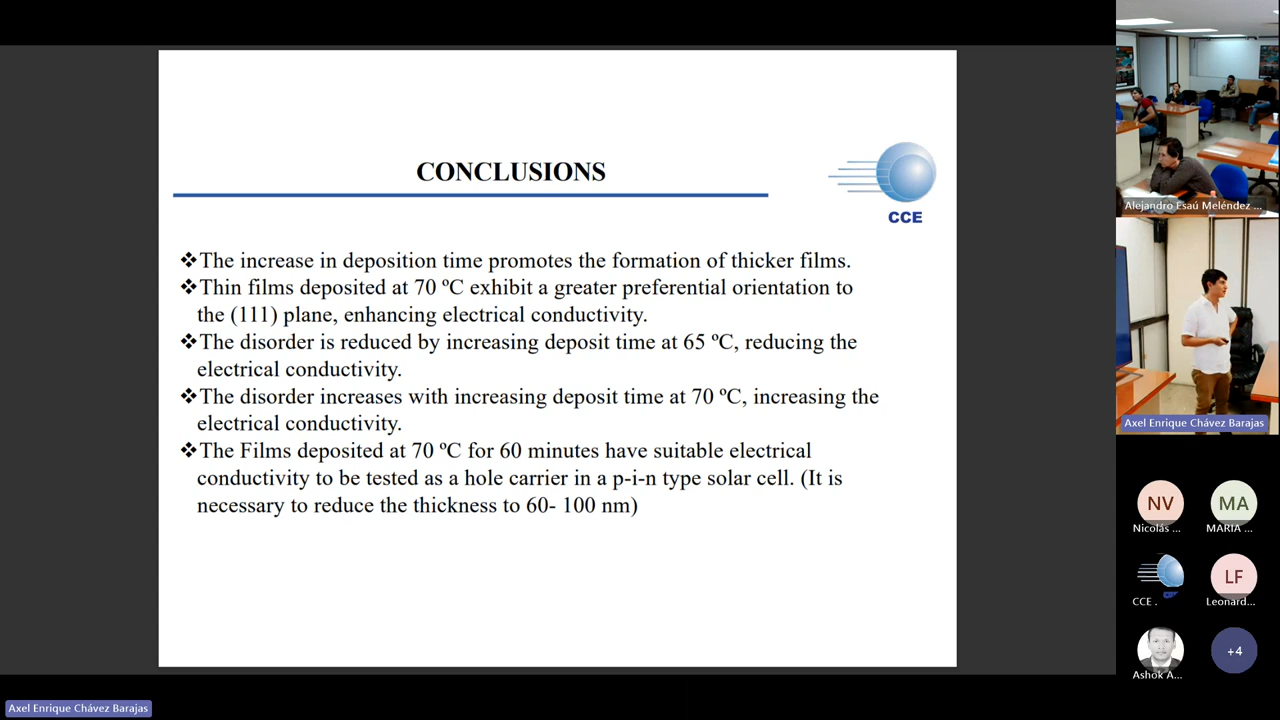 CONCLUSIONS
CCE
❖The increase in deposition time promotes the formation of thicker films.
❖Thin films deposited at 70 ºC exhibit a greater preferential orientation to
the (111) plane, enhancing electrical conductivity.
❖The disorder is reduced by increasing deposit time at 65 ºC, reducing the
electrical conductivity.
❖The disorder increases with increasing deposit time at 70 ºC, increasing the
electrical conductivity.
❖The Films deposited at 70 ºC for 60 minutes have suitable electrical
conductivity to be tested as a hole carrier in a p-i-n type solar cell. (It is
necessary to reduce the thickness to 60- 100 nm)
Alejandro Esaú Meléndez ...
Axel Enrique Chávez Barajas
NV
Nicolás ...
MA
MARIA ...
CCE .
LF
Leonard...
Ashok A...
+4
Axel Enrique Chávez Barajas